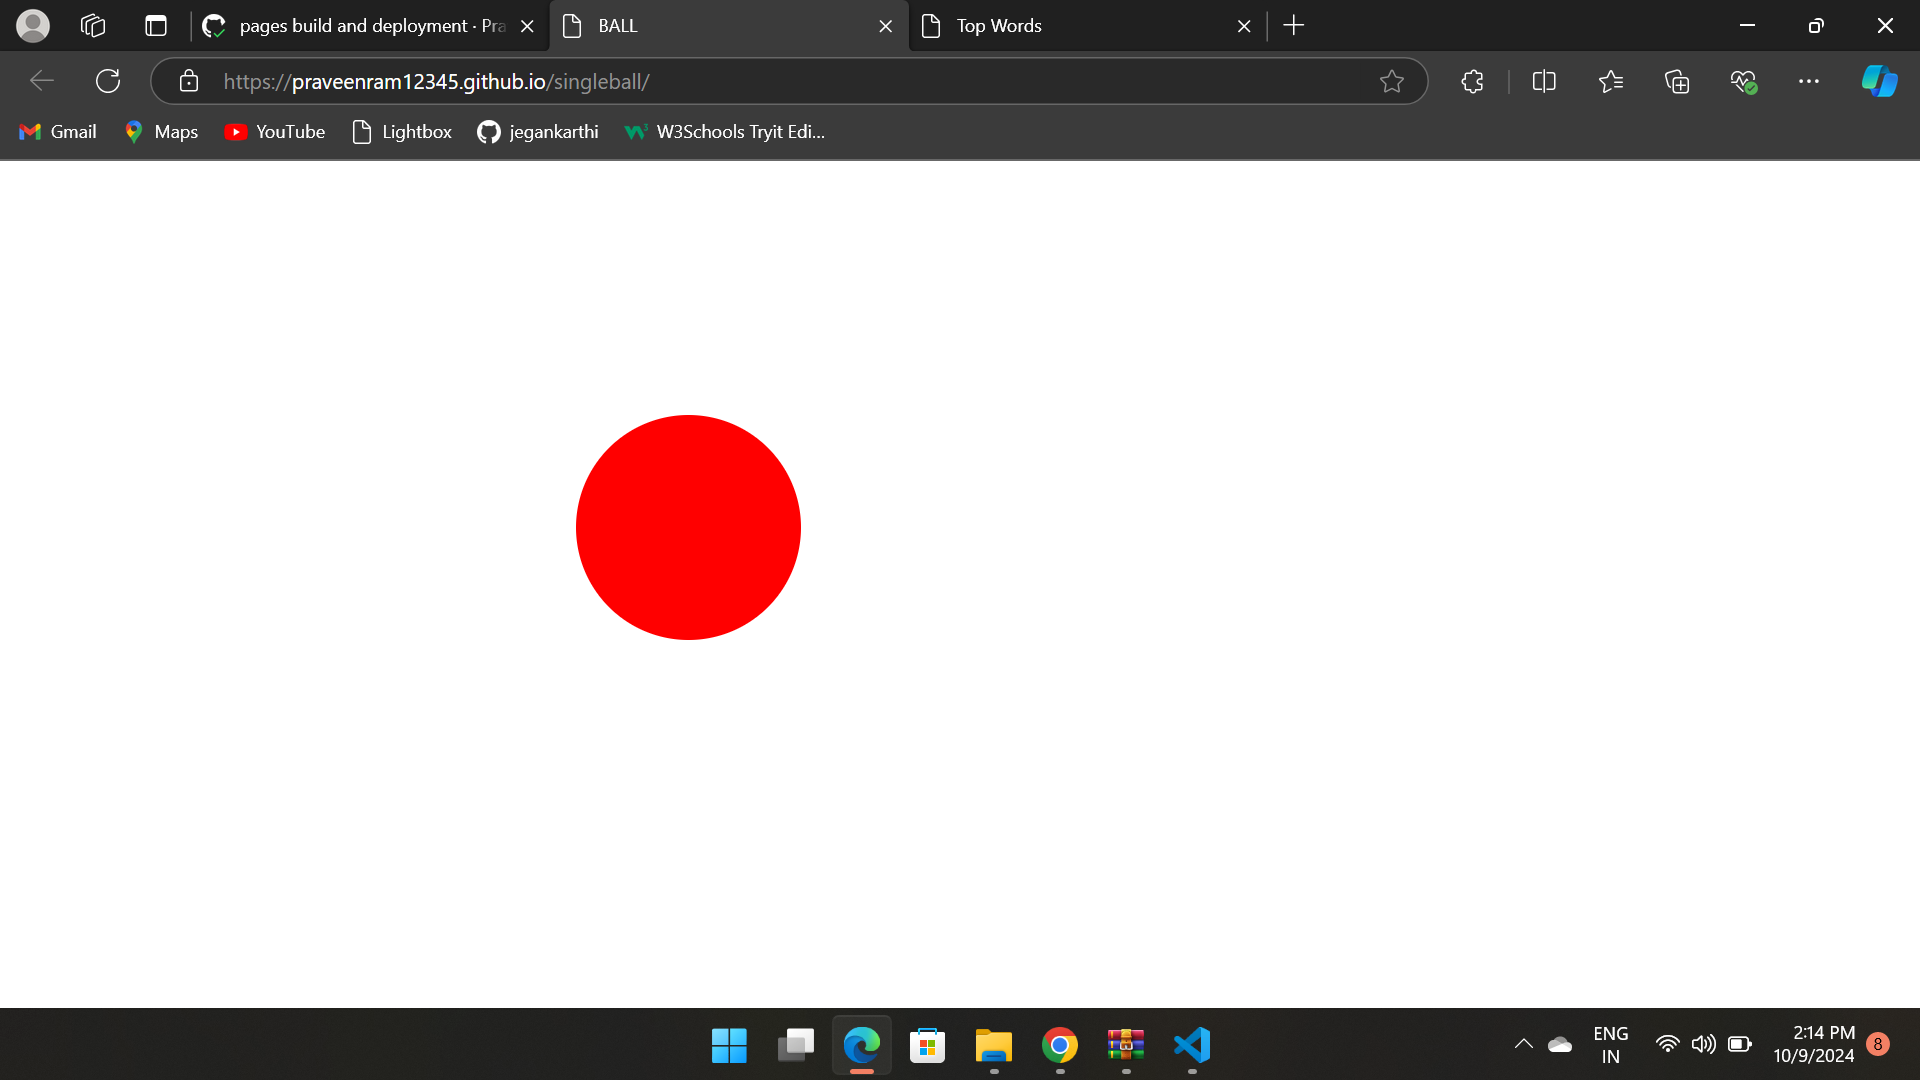 pages build and deployment · Pra
BALL
Top Words
https://praveenram12345.github.io/singleball/
Gmail
Maps
YouTube
Lightbox
jegankarthi
W3Schools Tryit Edi...
ENG
IN
2:14 PM
10/9/2024
8